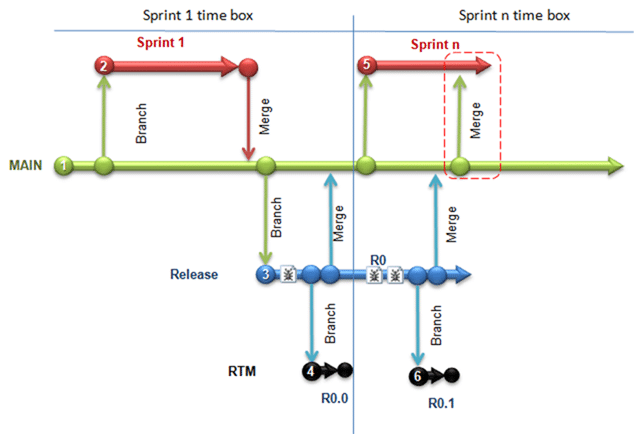 Sprint 1 time box
Sprint n time box
Sprint 1
Sprint n
2
5
Branch
Merge
Merge
MAIN
1
Branch
Merge
Merge
R0
Release
3
Branch
Branch
RTM
4
6
R0.0
R0.1